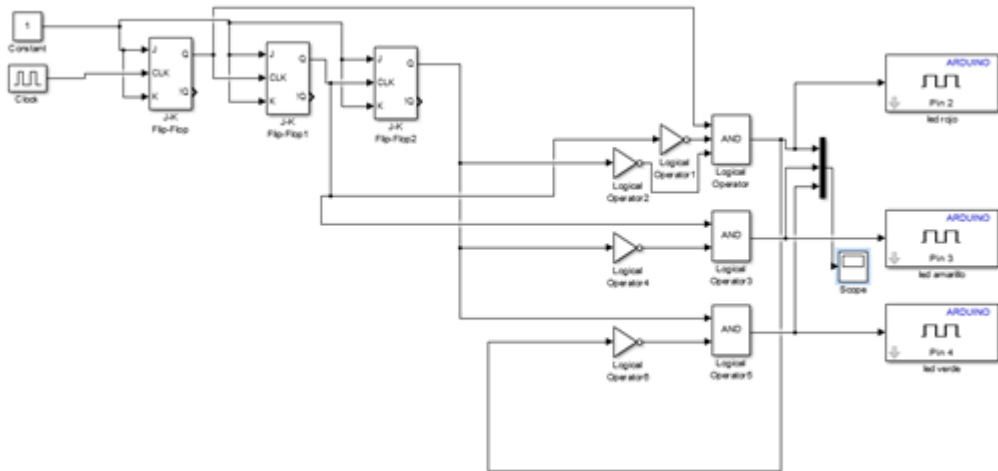 1
Constant
Clock
J
CLK
K
Q
!Q
J-K
Flip-Flop
J
CLK
K
Q
!Q
J-K
Flip-Flop1
J
CLK
K
Q
!Q
J-K
Flip-Flop2
Logical
Operator1
AND
Logical
Operator
Logical
Operator2
ARDUINO
Pin 2
led rojo
Logical
Operator4
AND
Logical
Operator3
Scope
ARDUINO
Pin 3
led amarillo
Logical
Operator6
AND
Logical
Operator5
ARDUINO
Pin 4
led verde